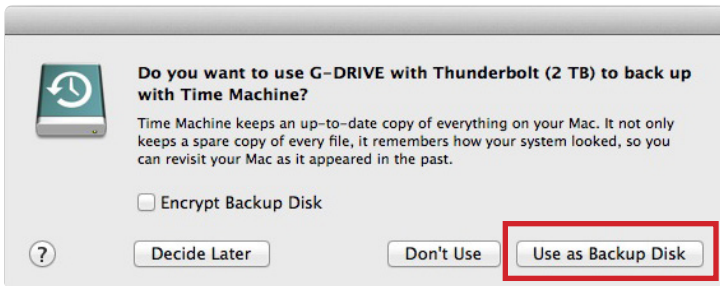 Do you want to use G-DRIVE with Thunderbolt (2 TB) to back up
with Time Machine?
Time Machine keeps an up-to-date copy of everything on your Mac. It not only
keeps a spare copy of every file, it remembers how your system looked, so you
can revisit your Mac as it appeared in the past.
Encrypt Backup Disk
? Decide Later Don't Use Use as Backup Disk